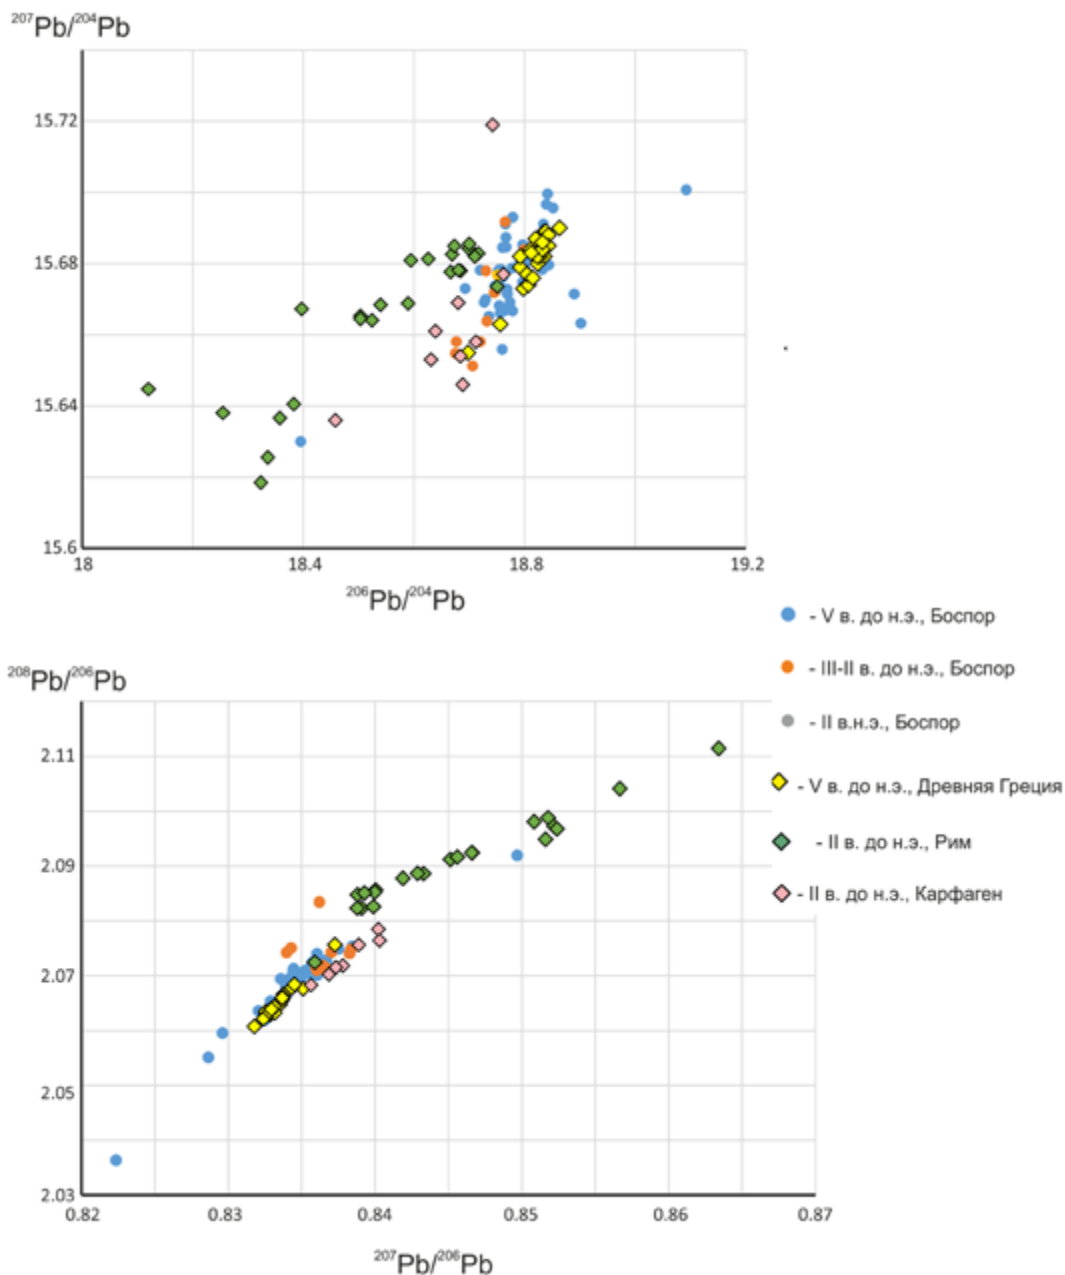 ²⁰⁷Pb/²⁰⁴Pb
15.72
15.68
15.64
15.6
18 18.4 18.8 19.2
²⁰⁶Pb/²⁰⁴Pb
- V в. до н.э., Боспор
- III-II в. до н.э., Боспор
- II в.н.э., Боспор
- V в. до н.э., Древняя Греция
- II в. до н.э., Рим
- II в. до н.э., Карфаген
²⁰⁸Pb/²⁰⁶Pb
2.11
2.09
2.07
2.05
2.03
0.82 0.83 0.84 0.85 0.86 0.87
²⁰⁷Pb/²⁰⁶Pb